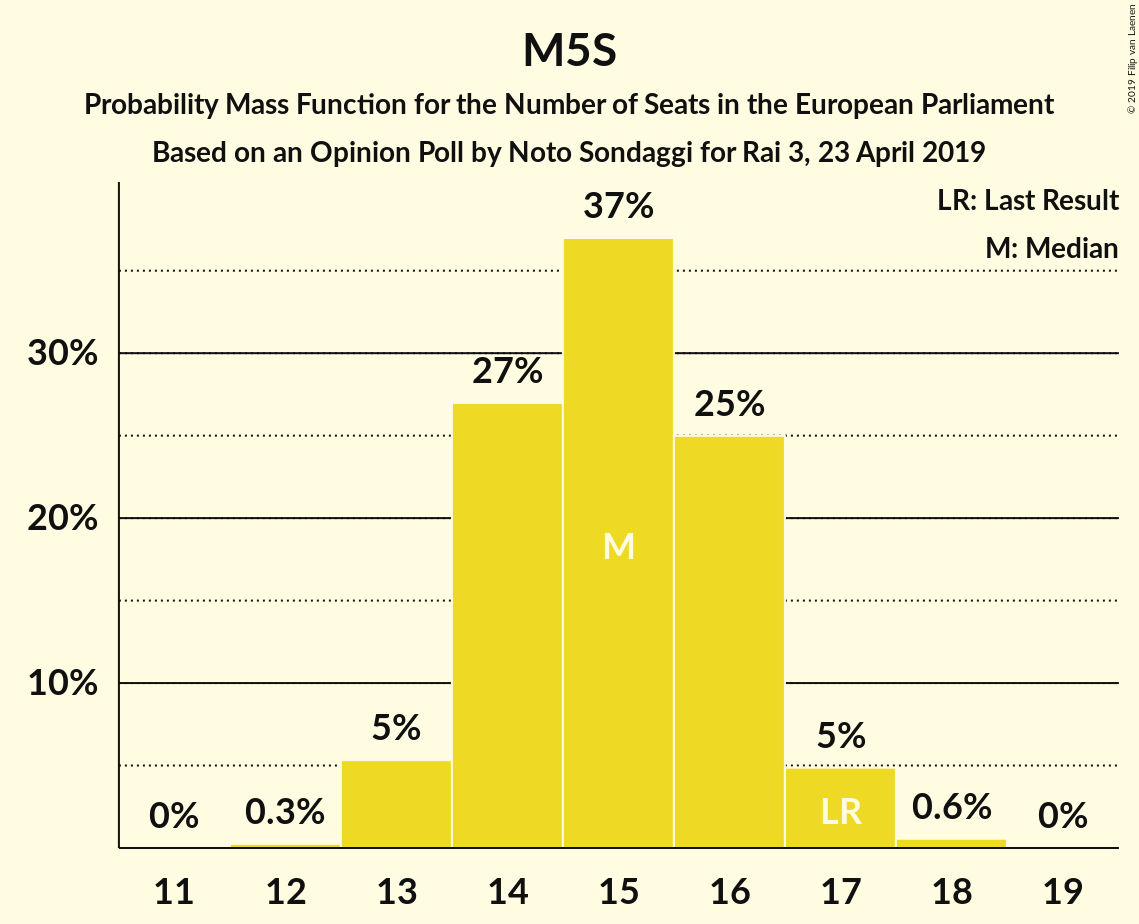 M5S
Probability Mass Function for the Number of Seats in the European Parliament
Based on an Opinion Poll by Noto Sondaggi for Rai 3, 23 April 2019
© 2019 Filip van Laenen
LR: Last Result
M: Median
37%
30%
27%
25%
20%
M
10%
5%
5%
0%
0.3%
LR
0.6%
0%
11 12 13 14 15 16 17 18 19